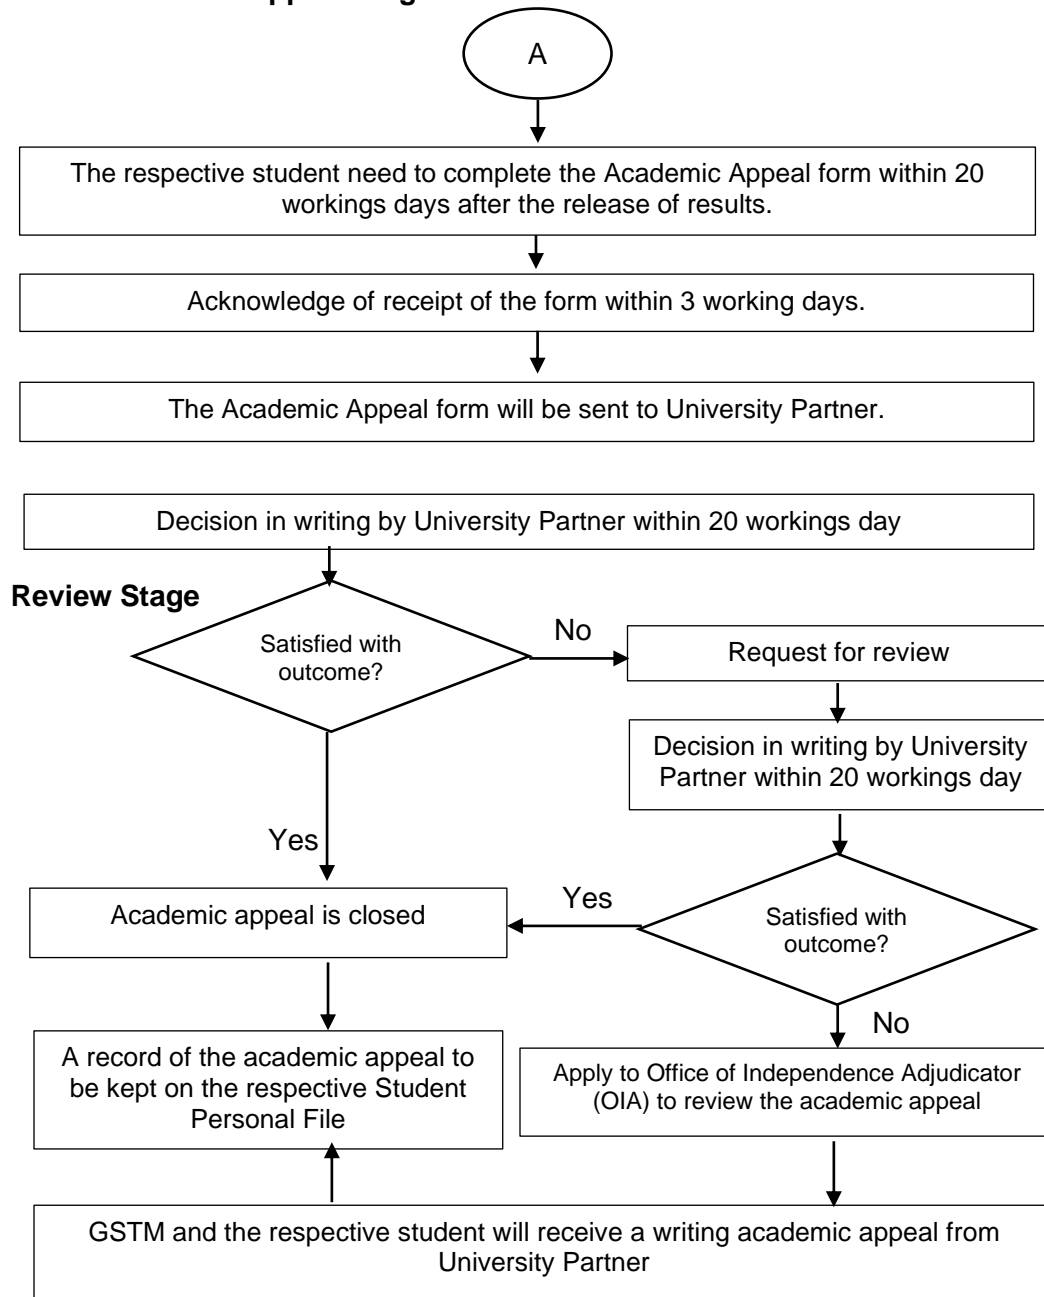 A
The respective student need to complete the Academic Appeal form within 20
workings days after the release of results.
Acknowledge of receipt of the form within 3 working days.
The Academic Appeal form will be sent to University Partner.
Decision in writing by University Partner within 20 workings day
Review Stage
Satisfied with
outcome?
No
Request for review
Decision in writing by University
Partner within 20 workings day
Yes
Academic appeal is closed
Yes
Satisfied with
outcome?
No
A record of the academic appeal to
be kept on the respective Student
Personal File
Apply to Office of Independence Adjudicator
(OIA) to review the academic appeal
GSTM and the respective student will receive a writing academic appeal from
University Partner